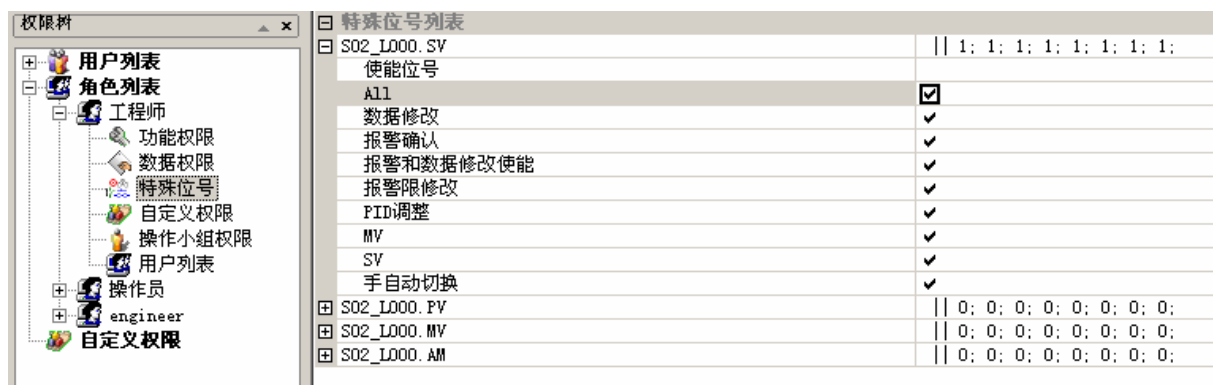 权限树
用户列表
角色列表
工程师
功能权限
数据权限
特殊位号
自定义权限
操作小组权限
用户列表
操作员
engineer
自定义权限
特殊位号列表
S02_L000.SV || 1; 1; 1; 1; 1; 1; 1; 1;
使能位号
All
数据修改
报警确认
报警和数据修改使能
报警限修改
PID调整
MV
SV
手自动切换
S02_L000.PV || 0; 0; 0; 0; 0; 0; 0; 0;
S02_L000.MV || 0; 0; 0; 0; 0; 0; 0; 0;
S02_L000.AM || 0; 0; 0; 0; 0; 0; 0; 0;